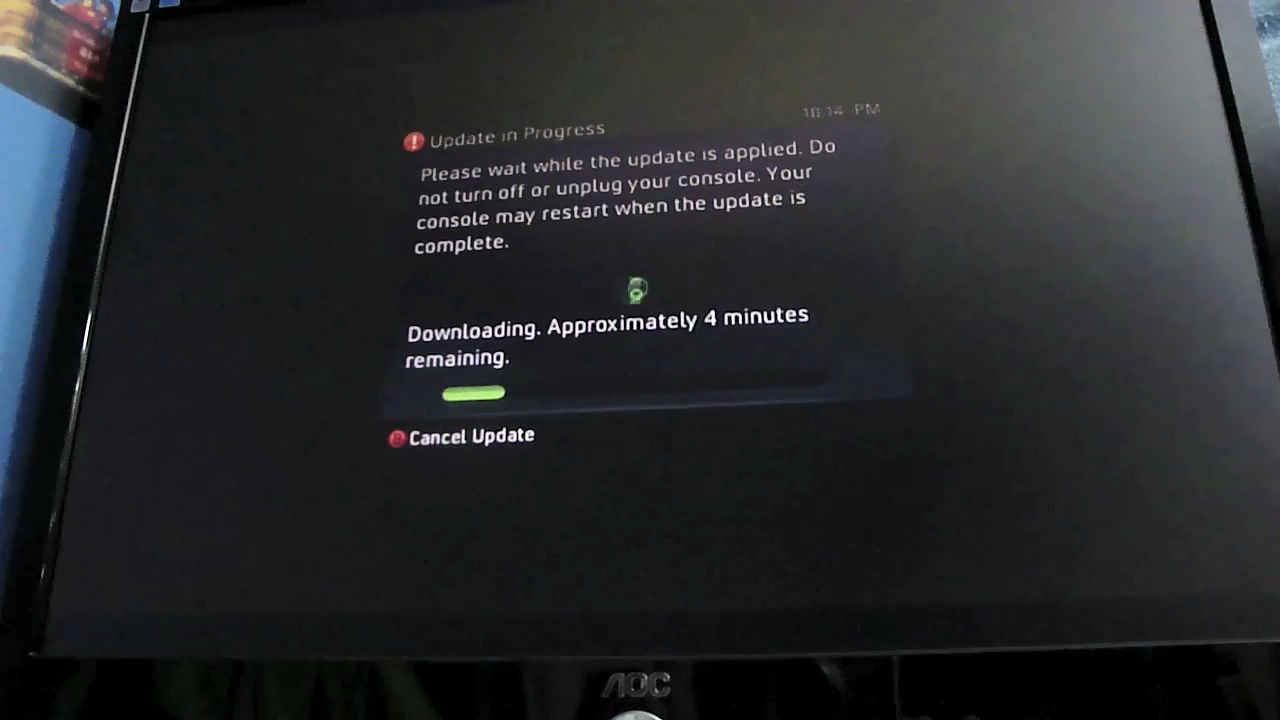 10:14 PM
Update in Progress
Please wait while the update is applied. Do
not turn off or unplug your console. Your
console may restart when the update is
complete.
Downloading. Approximately 4 minutes
remaining.
B Cancel Update
AOC